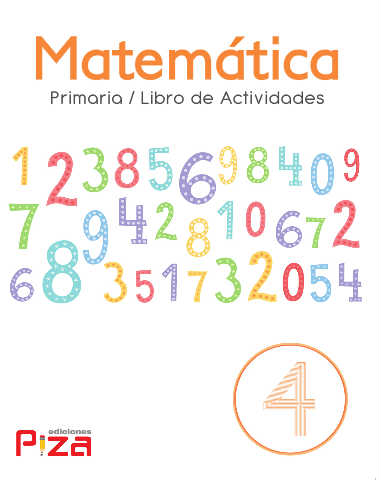 Matemática
Primaria / Libro de Actividades
1 2 3 8 5 6 9 8 4 0 9
7 9 4 2 8 1 0 6 7 2
6 8 3 5 1 7 3 2 0 5 4
4
ediciones
Piza